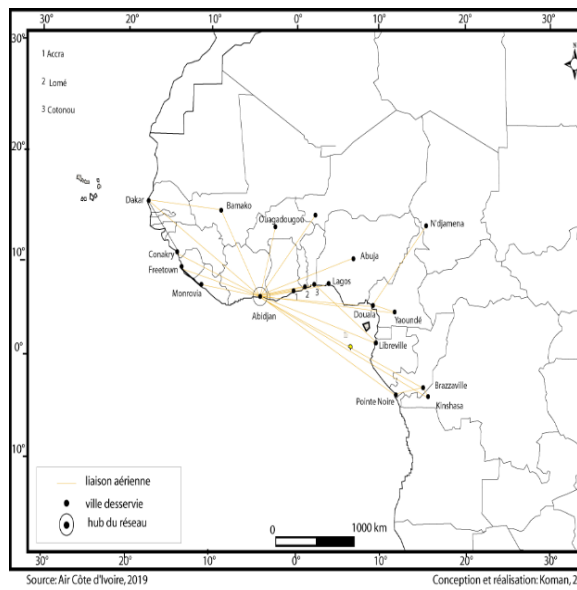 30° 20° 10° 0° 10° 20° 30°
30°
1 Accra
2 Lomé
3 Cotonou
20°
Dakar
Bamako
Ouagadougoo
N'djamena
10°
Conakry
Freetown
Monrovia
Abuja
Lagos
1 2 3
Abidjan
Douala
Yaoundé
0°
Libreville
Brazzaville
Pointe Noire
Kinshasa
10°
liaison aérienne
ville desservie
hub du réseau
0 1000 km
30° 20° 10° 0° 10° 20° 30°
Source: Air Côte d'Ivoire, 2019
Conception et réalisation: Koman, 2